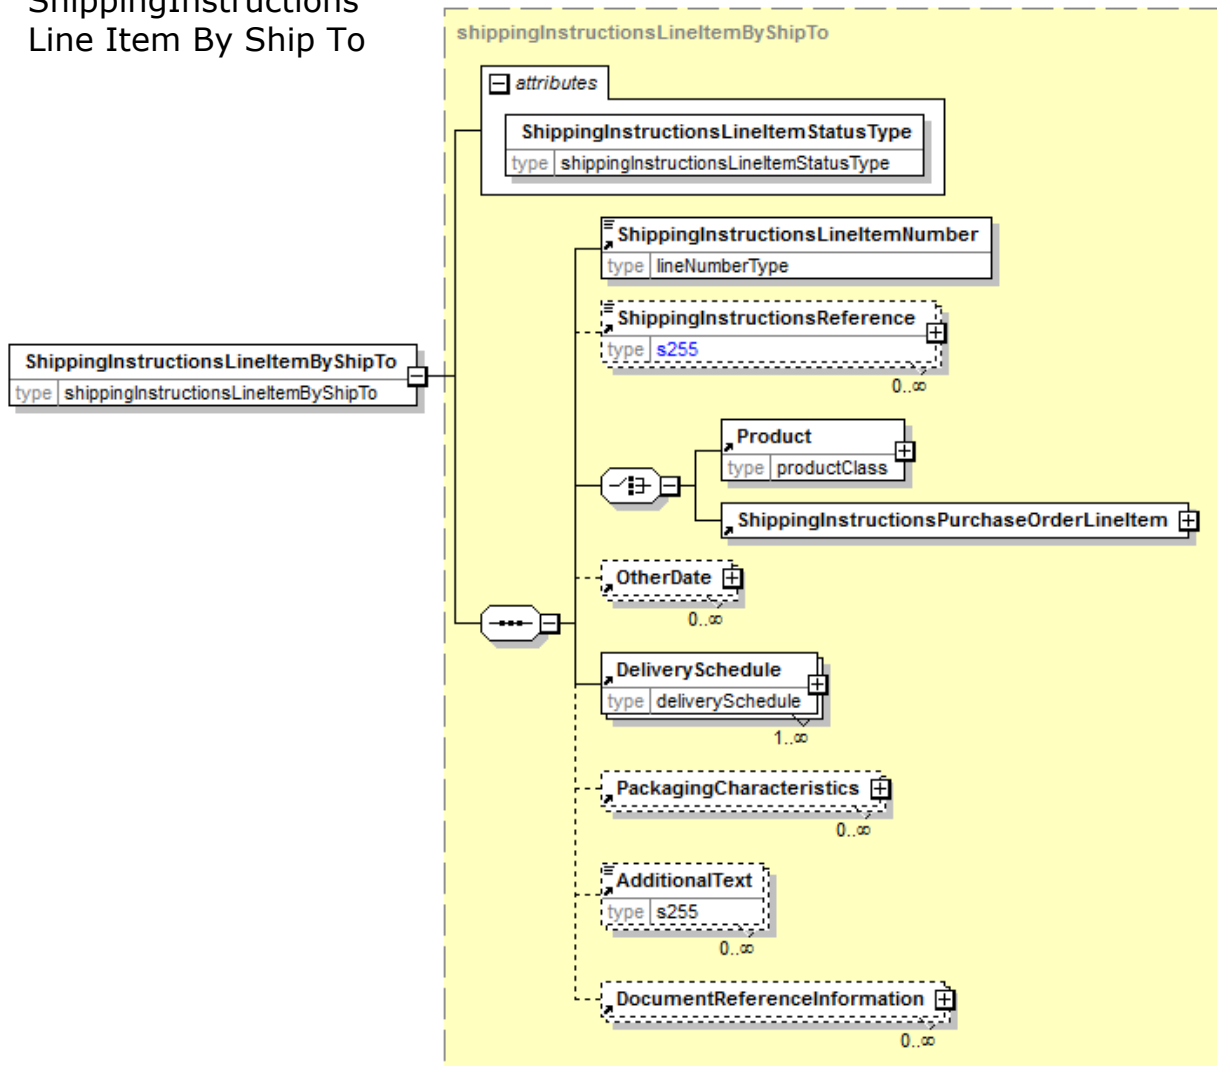 ShippingInstructions
Line Item By Ship To
shippingInstructionsLineItemByShipTo
attributes
ShippingInstructionsLineItemStatusType
type shippingInstructionsLineItemStatusType
ShippingInstructionsLineItemNumber
type lineNumberType
ShippingInstructionsReference
type s255
0..∞
ShippingInstructionsLineItemByShipTo
type shippingInstructionsLineItemByShipTo
Product
type productClass
ShippingInstructionsPurchaseOrderLineItem
OtherDate
0..∞
DeliverySchedule
type deliverySchedule
1..∞
PackagingCharacteristics
0..∞
AdditionalText
type s255
0..∞
DocumentReferenceInformation
0..∞